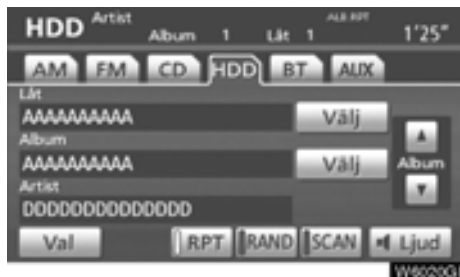 HDD Artist Album 1 Låt 1 ALB.RPT 1'25"
AM FM CD HDD BT AUX
Låt
AAAAAAAAAA Välj
Album
AAAAAAAAAA Välj
Album
Artist
DDDDDDDDDDDDDD
Val RPT RAND SCAN Ljud